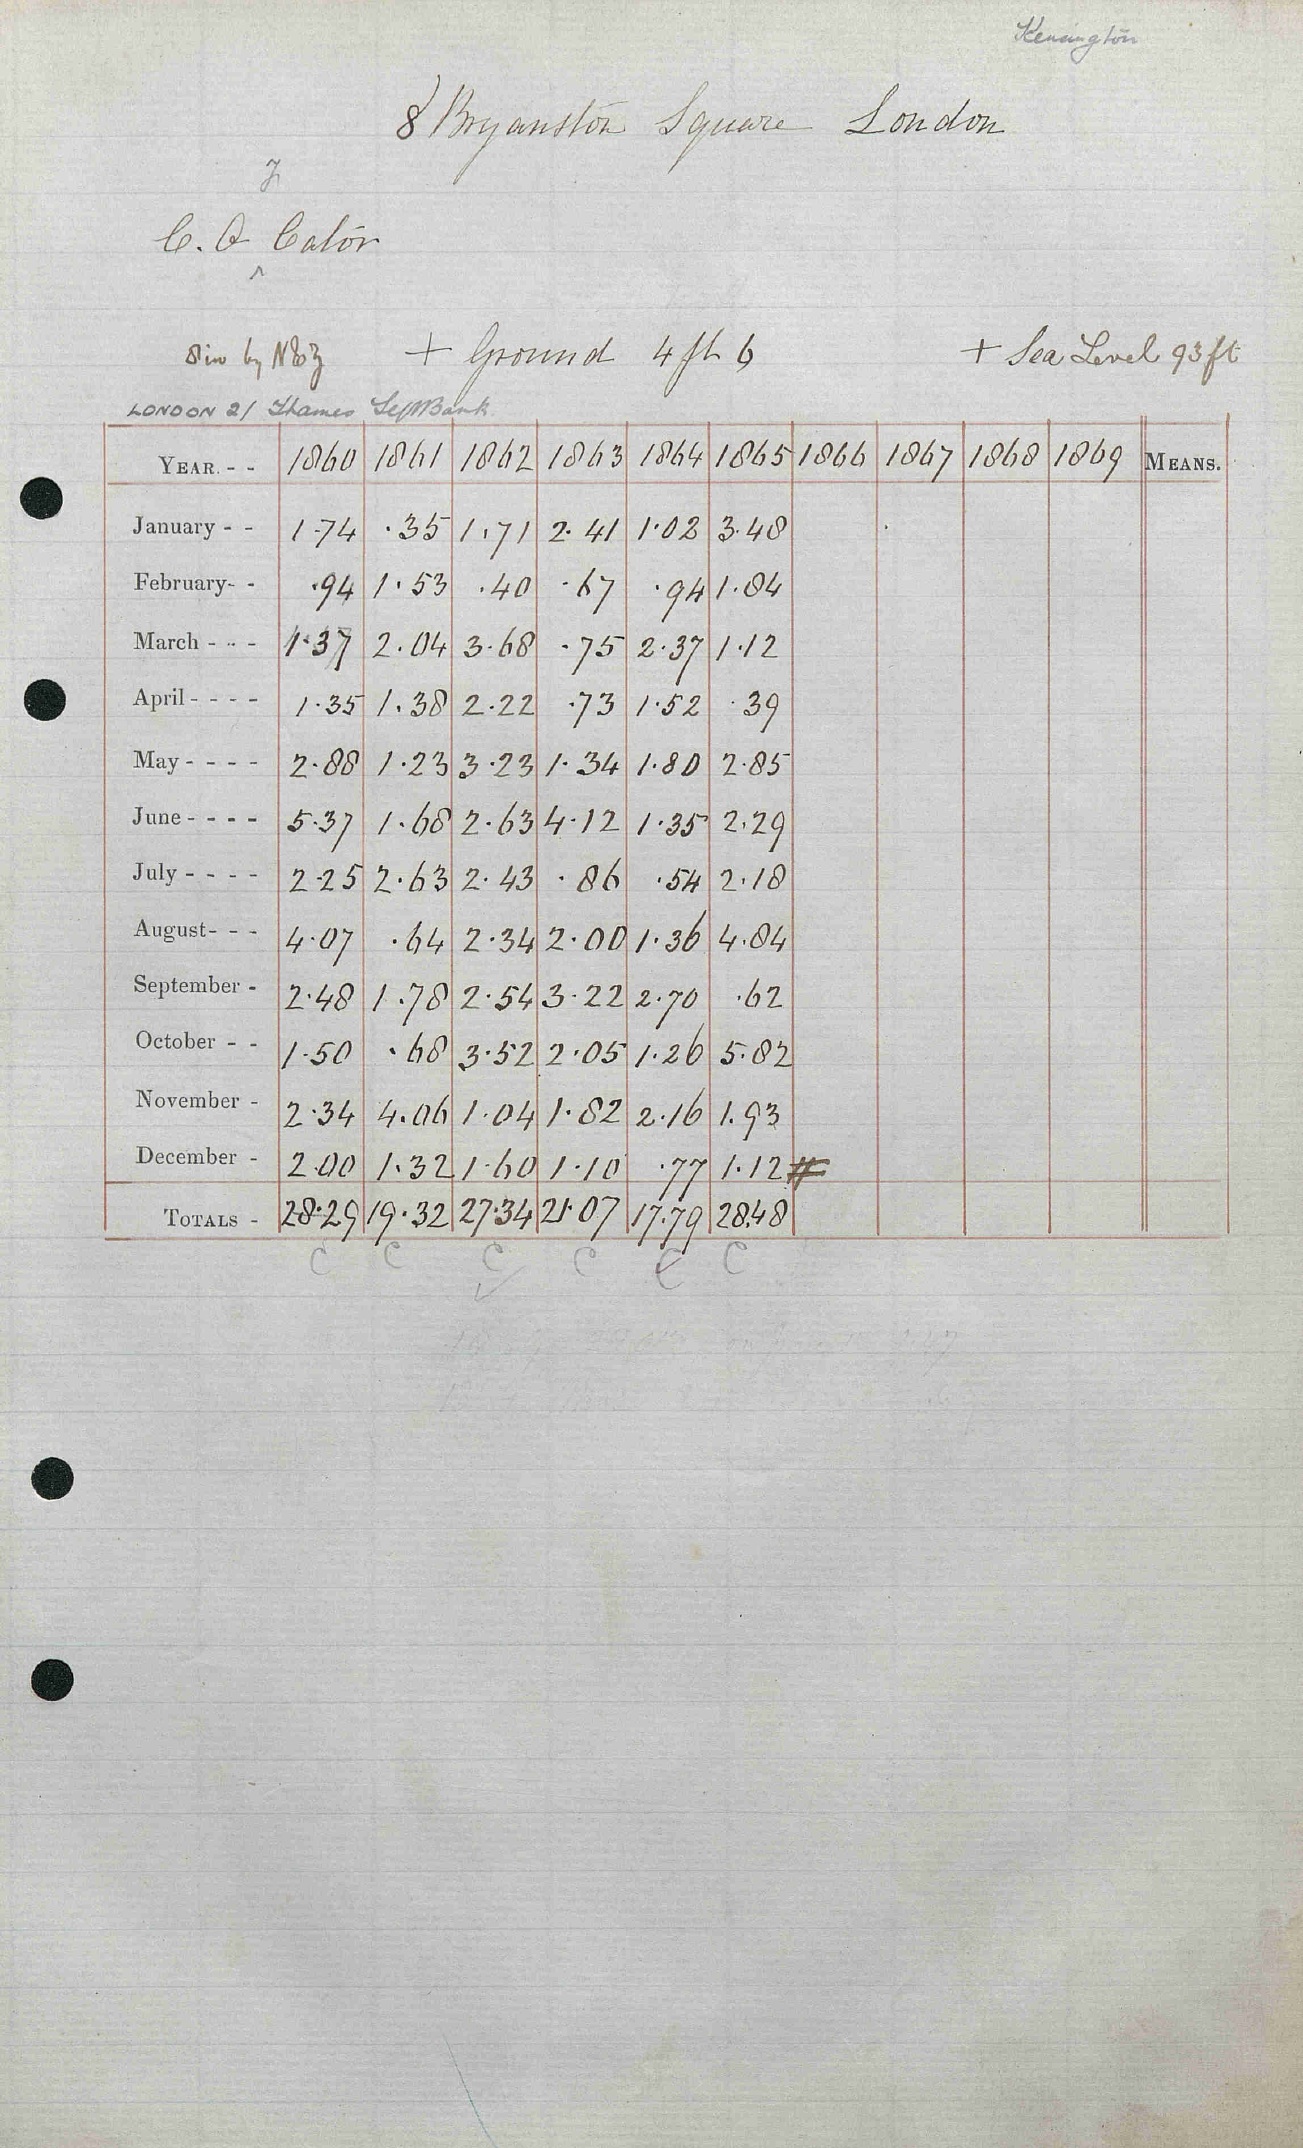 Kensington
8 Bryanston Square London
C. O Cator
8in by N & Z + Ground 4 ft 6 + Sea Level 93 ft
LONDON 21 Thames Left Bank
YEAR. - - 1860 1861 1862 1863 1864 1865 1866 1867 1868 1869 MEANS.
January - - 1.74 .35 1.71 2.41 1.02 3.48
February- - .94 1.53 .40 .67 .94 1.84
March - - - 1.37 2.04 3.68 .75 2.37 1.12
April - - - - 1.35 1.38 2.22 .73 1.52 .39
May - - - - 2.88 1.23 3.23 1.34 1.80 2.85
June - - - - 5.37 1.68 2.63 4.12 1.35 2.29
July - - - - 2.25 2.63 2.43 .86 .54 2.18
August- - - 4.07 .64 2.34 2.00 1.36 4.84
September - 2.48 1.78 2.54 3.22 2.70 .62
October - - 1.50 .68 3.52 2.05 1.26 5.82
November - 2.34 4.06 1.04 1.82 2.16 1.93
December - 2.00 1.32 1.60 1.10 .77 1.12 #
TOTALS - 28.29 19.32 27.34 21.07 17.79 28.48
C C C C C C